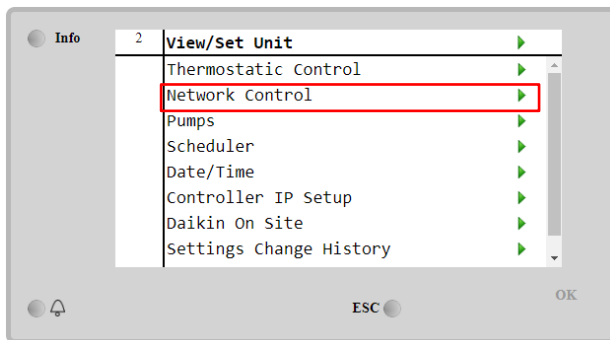 Info
2 View/Set Unit
Thermostatic Control
Network Control
Pumps
Scheduler
Date/Time
Controller IP Setup
Daikin On Site
Settings Change History
OK
ESC